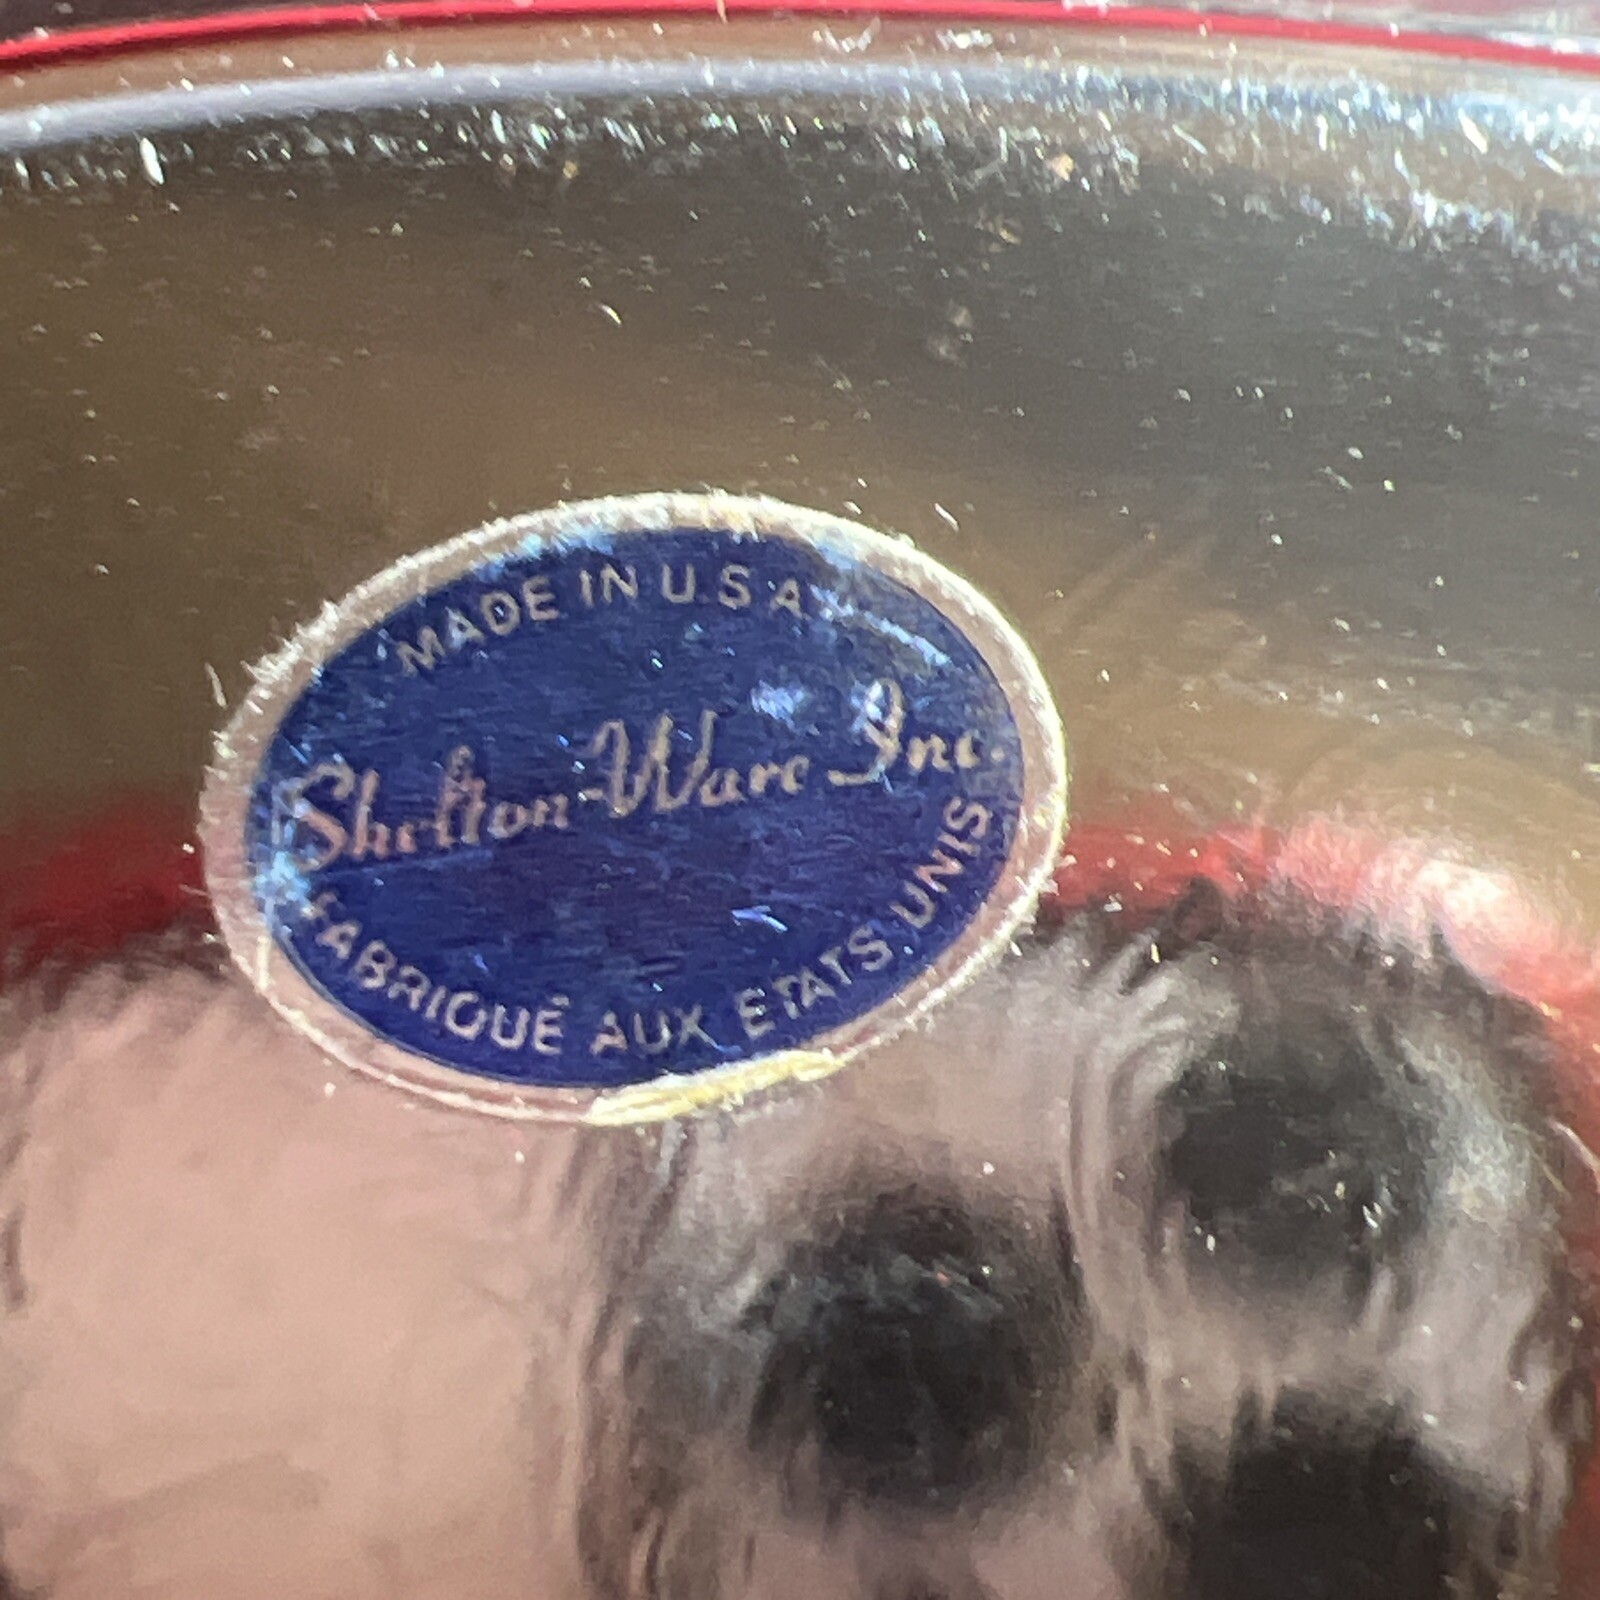 MADE IN U.S.A.
Shelton-Ware Inc.
FABRIQUÉ AUX ETATS UNIS